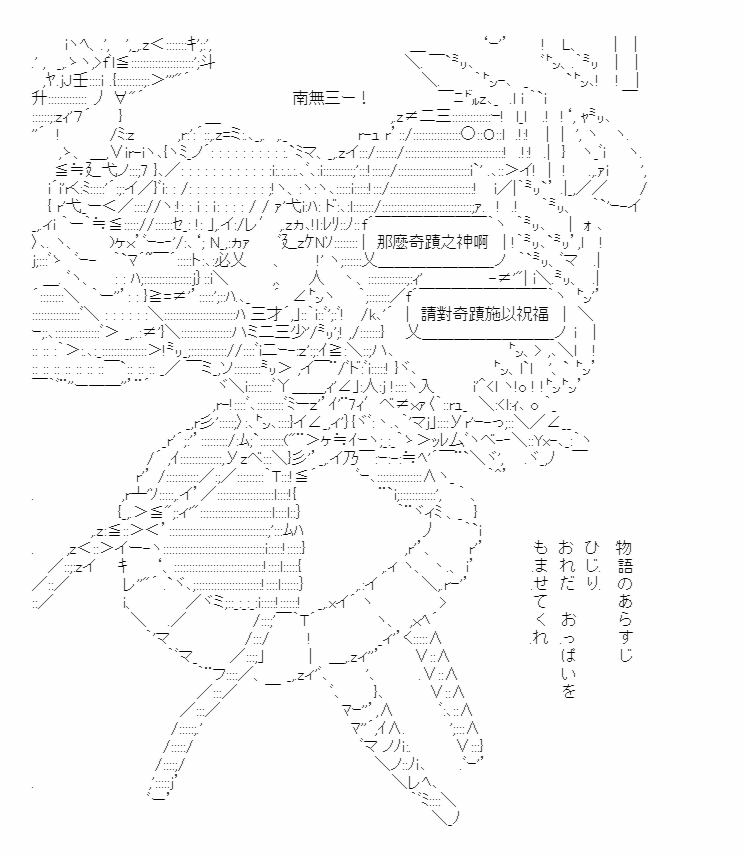 南無三ー！
那麼奇蹟之神啊
請對奇蹟施以祝福
物語のあらすじ
ひじり
おれだ　おっぱいを
もませてくれ